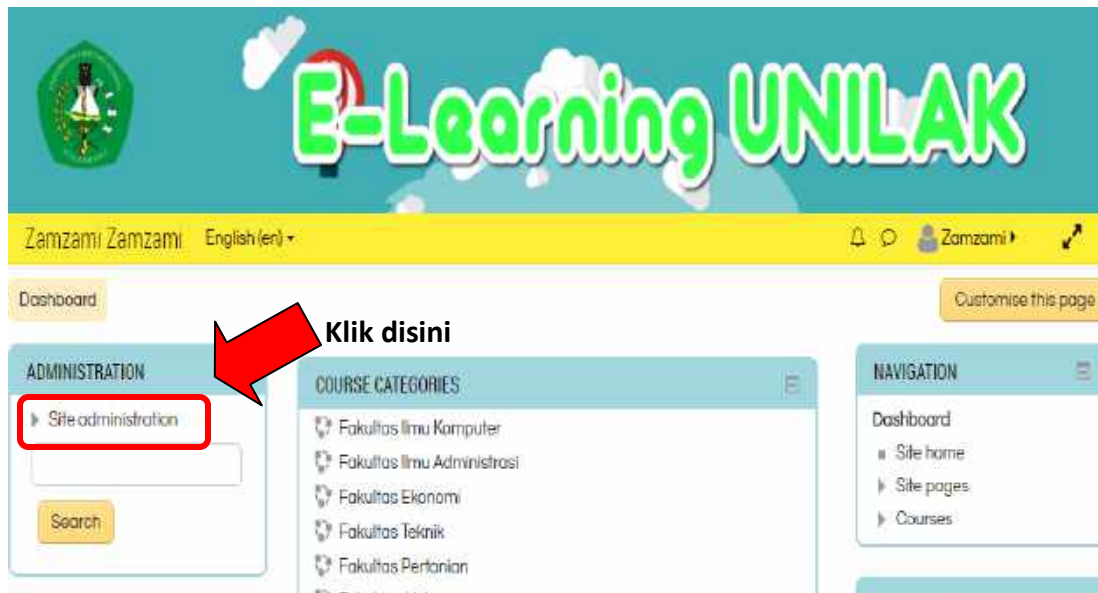 E-Learning UNILAK
Zamzami Zamzami English (en)
Zamzami
Dashboard
Customise this page
Klik disini
ADMINISTRATION
Site administration
Search
COURSE CATEGORIES
Fakultas Ilmu Komputer
Fakultas Ilmu Administrasi
Fakultas Ekonomi
Fakultas Teknik
Fakultas Pertanian
NAVIGATION
Dashboard
Site home
Site pages
Courses